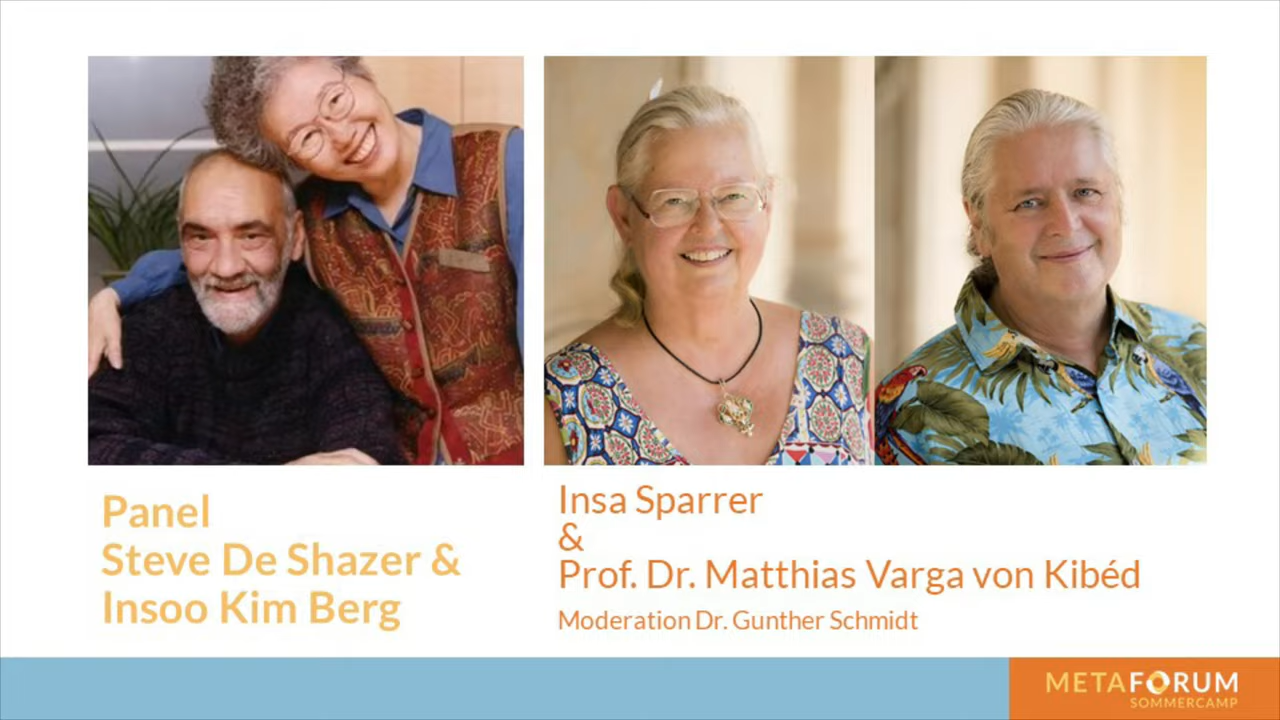 Panel
Steve De Shazer &
Insoo Kim Berg
Insa Sparrer
&
Prof. Dr. Matthias Varga von Kibéd
Moderation Dr. Gunther Schmidt
METAFORUM
SOMMERCAMP